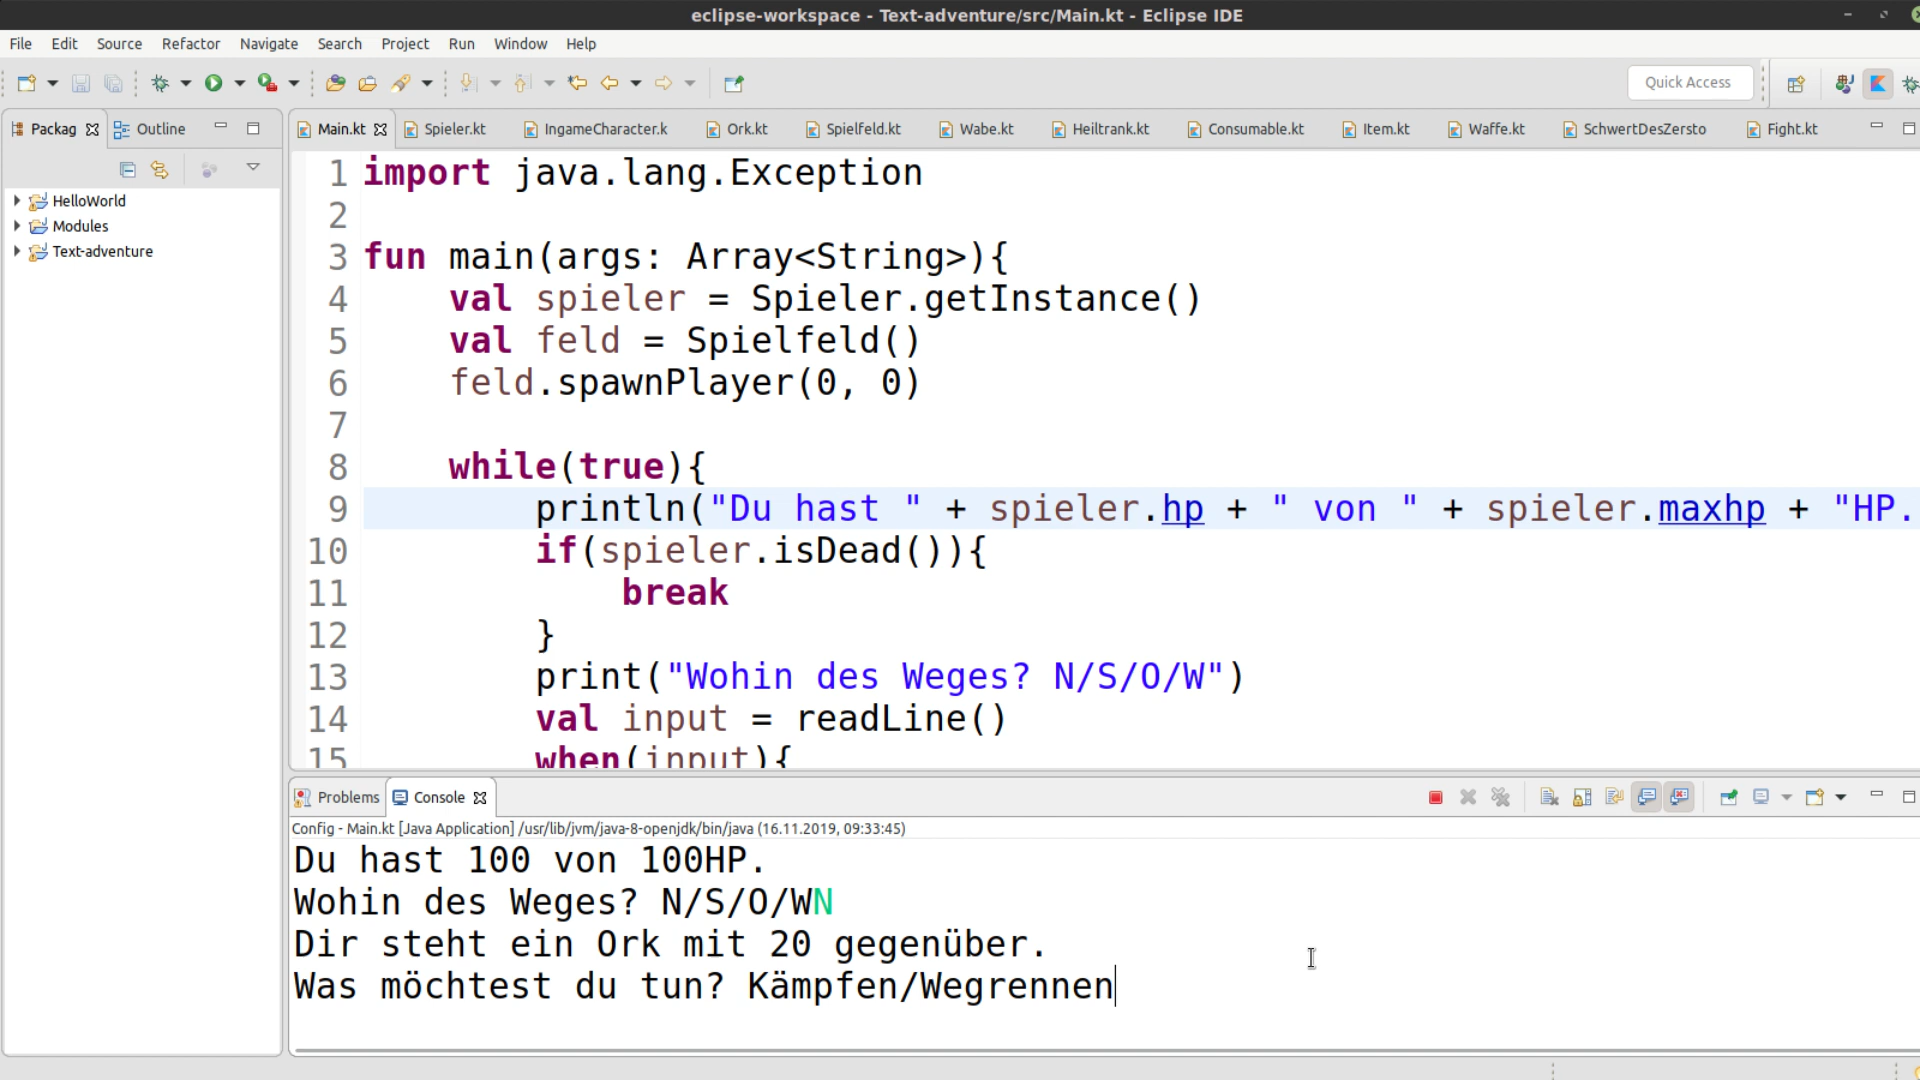 eclipse-workspace - Text-adventure/src/Main.kt - Eclipse IDE
File Edit Source Refactor Navigate Search Project Run Window Help
Quick Access
Packag Outline
Main.kt Spieler.kt IngameCharacter.k Ork.kt Spielfeld.kt Wabe.kt Heiltrank.kt Consumable.kt Item.kt Waffe.kt SchwertDesZersto Fight.kt
HelloWorld
Modules
Text-adventure
1 import java.lang.Exception
2
3 fun main(args: Array<String>){
4 val spieler = Spieler.getInstance()
5 val feld = Spielfeld()
6 feld.spawnPlayer(0, 0)
7
8 while(true){
9 println("Du hast " + spieler.hp + " von " + spieler.maxhp + "HP.
10 if(spieler.isDead()){
11 break
12 }
13 print("Wohin des Weges? N/S/O/W")
14 val input = readLine()
15 when(input){
Problems Console
Config - Main.kt [Java Application] /usr/lib/jvm/java-8-openjdk/bin/java (16.11.2019, 09:33:45)
Du hast 100 von 100HP.
Wohin des Weges? N/S/O/WN
Dir steht ein Ork mit 20 gegenüber.
Was möchtest du tun? Kämpfen/Wegrennen